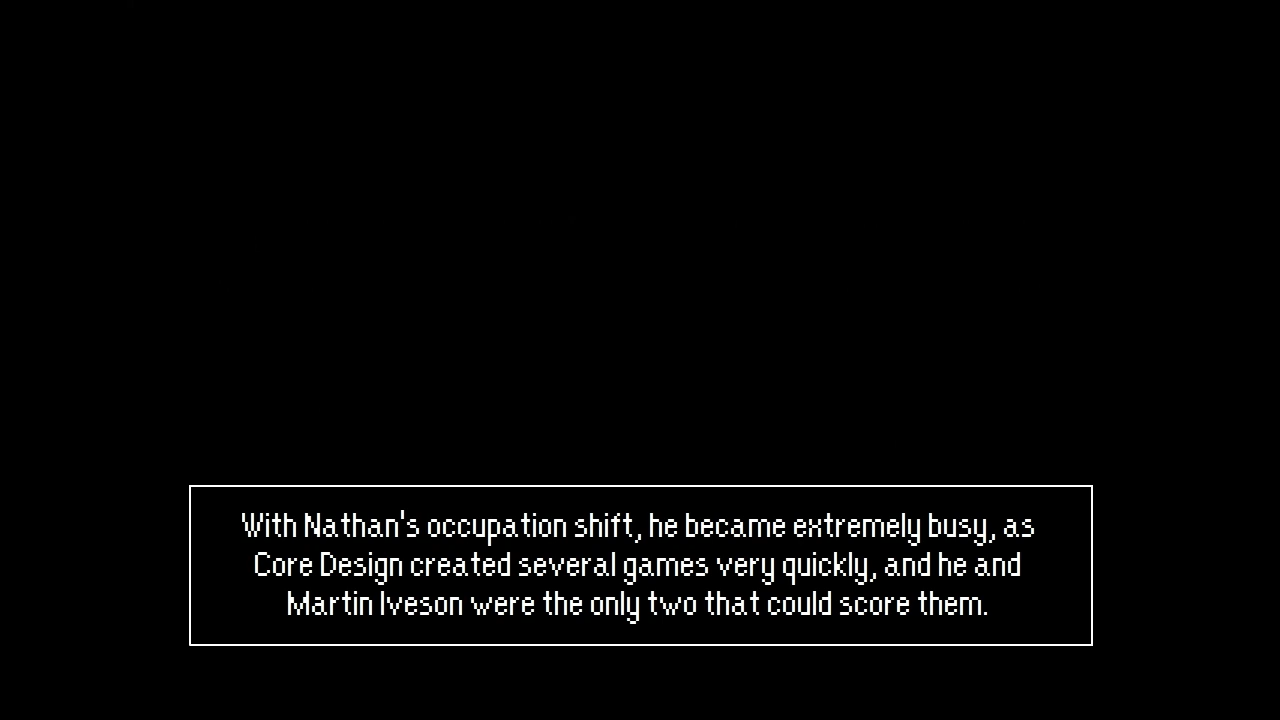 With Nathan's occupation shift, he became extremely busy, as
Core Design created several games very quickly, and he and
Martin Iveson were the only two that could score them.